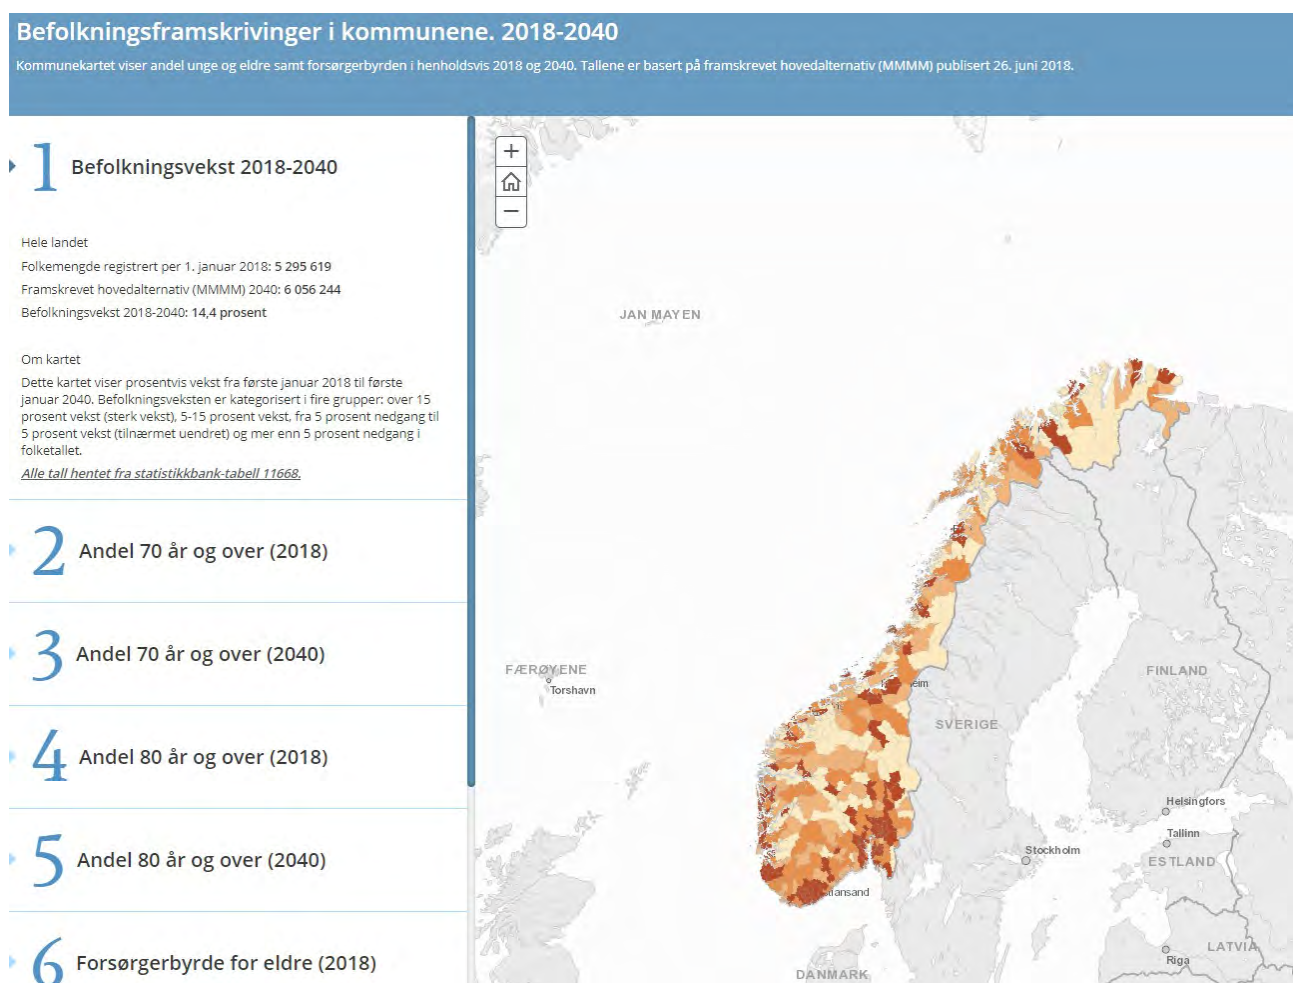 Befolkningsframskrivinger i kommunene. 2018-2040
Kommunekartet viser andel unge og eldre samt forsørgerbyrden i henholdsvis 2018 og 2040. Tallene er basert på framskrevet hovedalternativ (MMMM) publisert 26. juni 2018.
1 Befolkningsvekst 2018-2040
Hele landet
Folkemengde registrert per 1. januar 2018: 5 295 619
Framskrevet hovedalternativ (MMMM) 2040: 6 056 244
Befolkningsvekst 2018-2040: 14,4 prosent
Om kartet
Dette kartet viser prosentvis vekst fra første januar 2018 til første
januar 2040. Befolkningsveksten er kategorisert i fire grupper: over 15
prosent vekst (sterk vekst), 5-15 prosent vekst, fra 5 prosent nedgang til
5 prosent vekst (tilnærmet uendret) og mer enn 5 prosent nedgang i
folketallet.
Alle tall hentet fra statistikkbank-tabell 11668.
2 Andel 70 år og over (2018)
3 Andel 70 år og over (2040)
4 Andel 80 år og over (2018)
5 Andel 80 år og over (2040)
6 Forsørgerbyrde for eldre (2018)
+
−
JAN MAYEN
FÆRØYENE
Torshavn
eim
SVERIGE
FINLAND
Helsingfors
Tallinn
Stockholm
ESTLAND
ansand
LATVIA
Riga
DANMARK